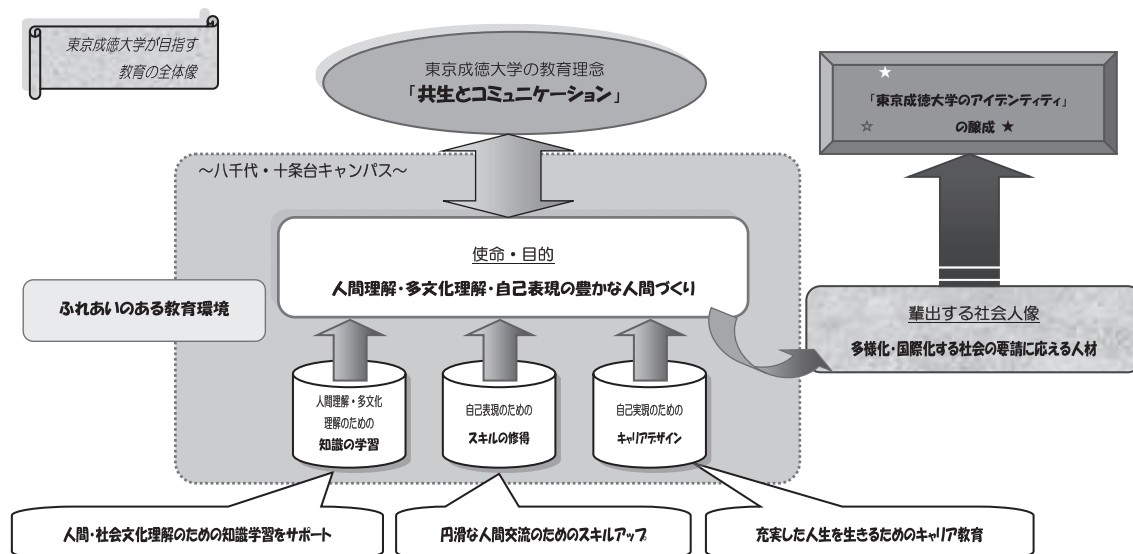 東京成徳大学が目指す
教育の全体像
東京成徳大学の教育理念
「共生とコミュニケーション」
★
「東京成徳大学のアイデンティティ」
☆ の醸成 ★
～八千代・十条台キャンパス～
使命・目的
人間理解・多文化理解・自己表現の豊かな人間づくり
ふれあいのある教育環境
輩出する社会人像
多様化・国際化する社会の要請に応える人材
人間理解・多文化
理解のための
知識の学習
自己表現のための
スキルの修得
自己実現のための
キャリアデザイン
人間・社会文化理解のための知識学習をサポート
円滑な人間交流のためのスキルアップ
充実した人生を生きるためのキャリア教育